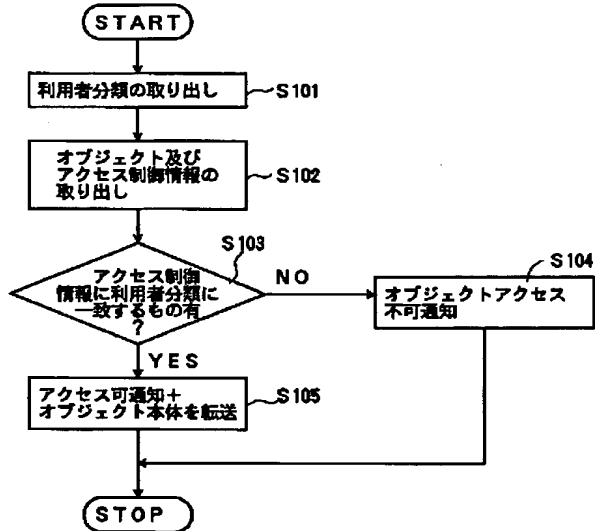 START
利用者分類の取り出し
S101
オブジェクト及び
アクセス制御情報の
取り出し
S102
S103
アクセス制御
情報に利用者分類に
一致するもの有
?
NO
S104
オブジェクトアクセス
不可通知
YES
アクセス可通知+
オブジェクト本体を転送
S105
STOP